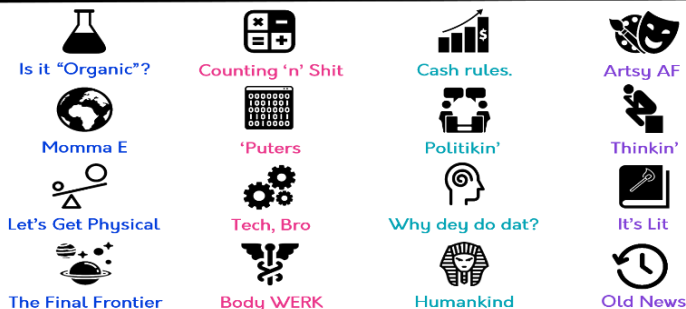 Is it “Organic”?
Counting ‘n’ Shit
$
Cash rules.
Artsy AF
Momma E
‘Puters
Politikin’
Thinkin’
Let’s Get Physical
Tech, Bro
Why dey do dat?
It’s Lit
The Final Frontier
Body WERK
Humankind
Old News